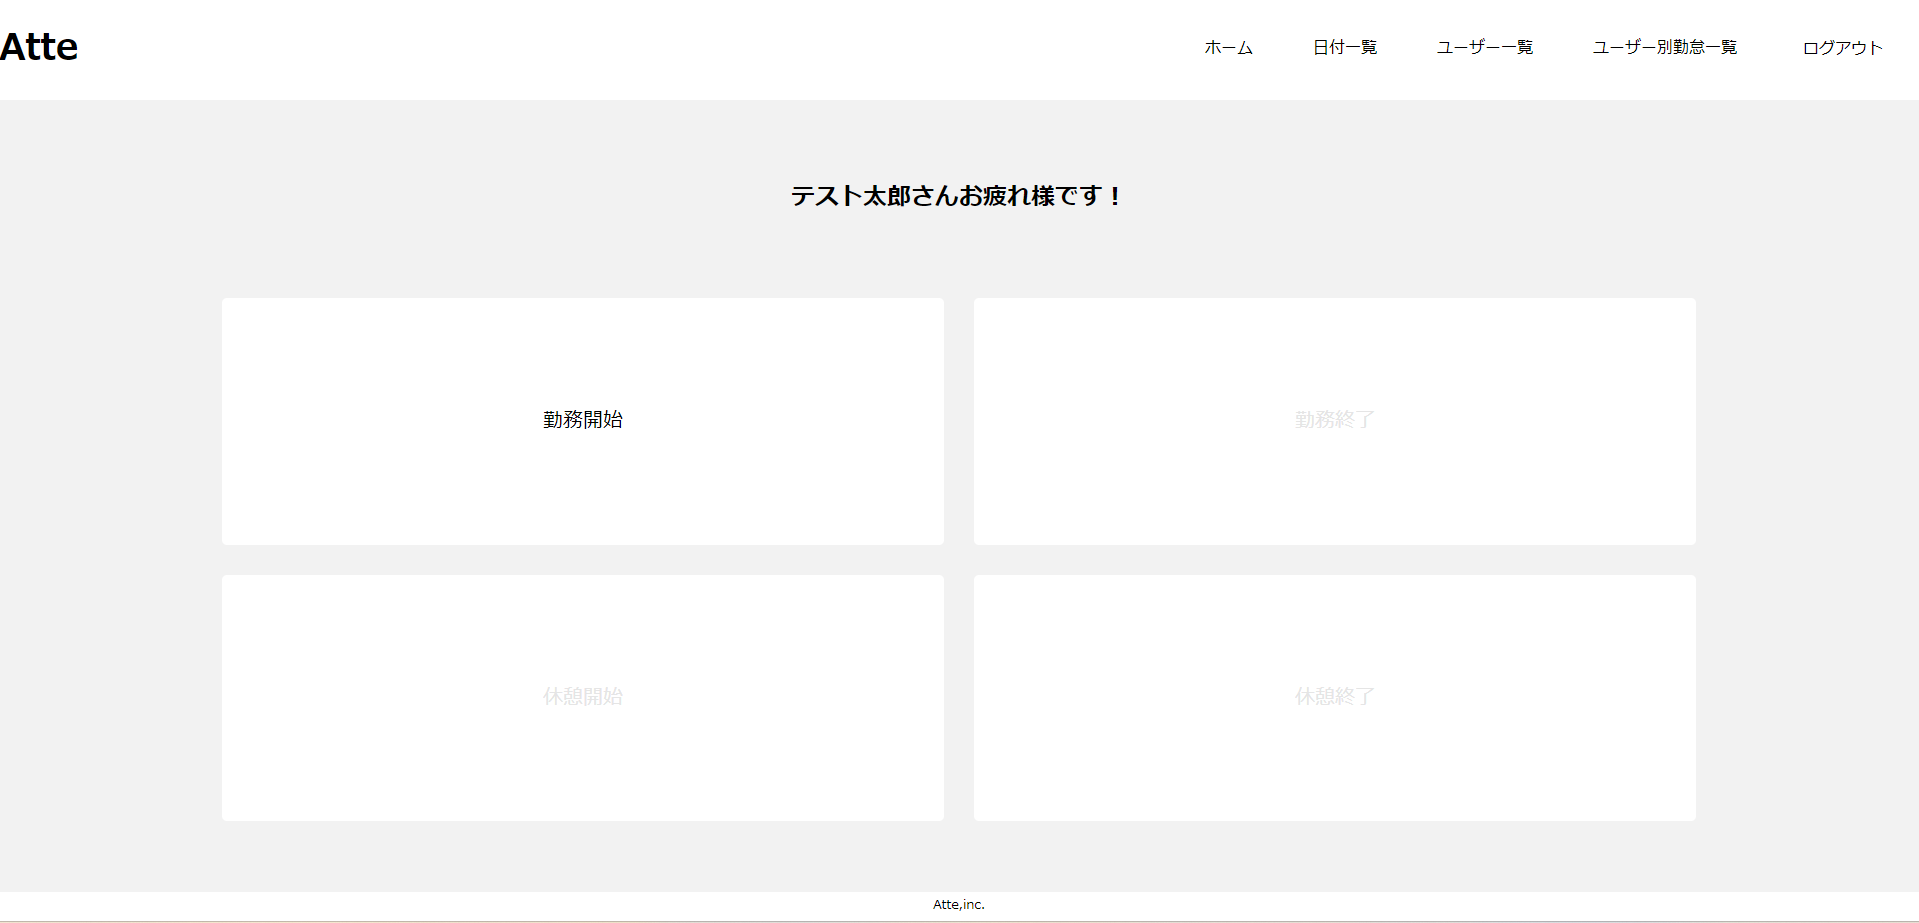 Atte
ホーム 日付一覧 ユーザー一覧 ユーザー別勤怠一覧 ログアウト
テスト太郎さんお疲れ様です！
勤務開始
勤務終了
休憩開始
休憩終了
Atte,inc.